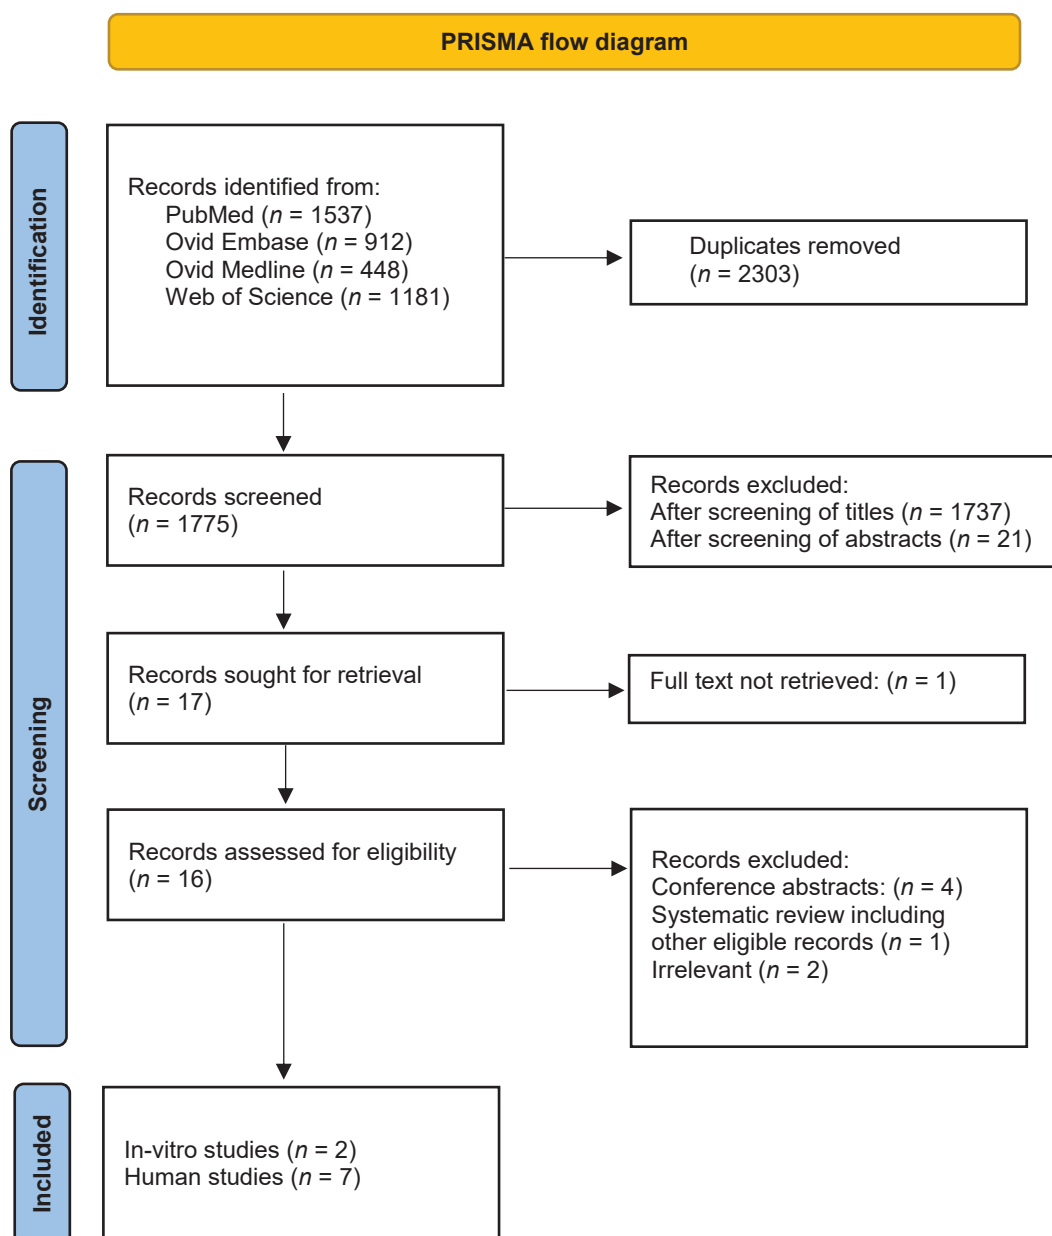 PRISMA flow diagram
Identification
Records identified from:
PubMed (n = 1537)
Ovid Embase (n = 912)
Ovid Medline (n = 448)
Web of Science (n = 1181)
Duplicates removed
(n = 2303)
Screening
Records screened
(n = 1775)
Records excluded:
After screening of titles (n = 1737)
After screening of abstracts (n = 21)
Records sought for retrieval
(n = 17)
Full text not retrieved: (n = 1)
Records assessed for eligibility
(n = 16)
Records excluded:
Conference abstracts: (n = 4)
Systematic review including
other eligible records (n = 1)
Irrelevant (n = 2)
Included
In-vitro studies (n = 2)
Human studies (n = 7)